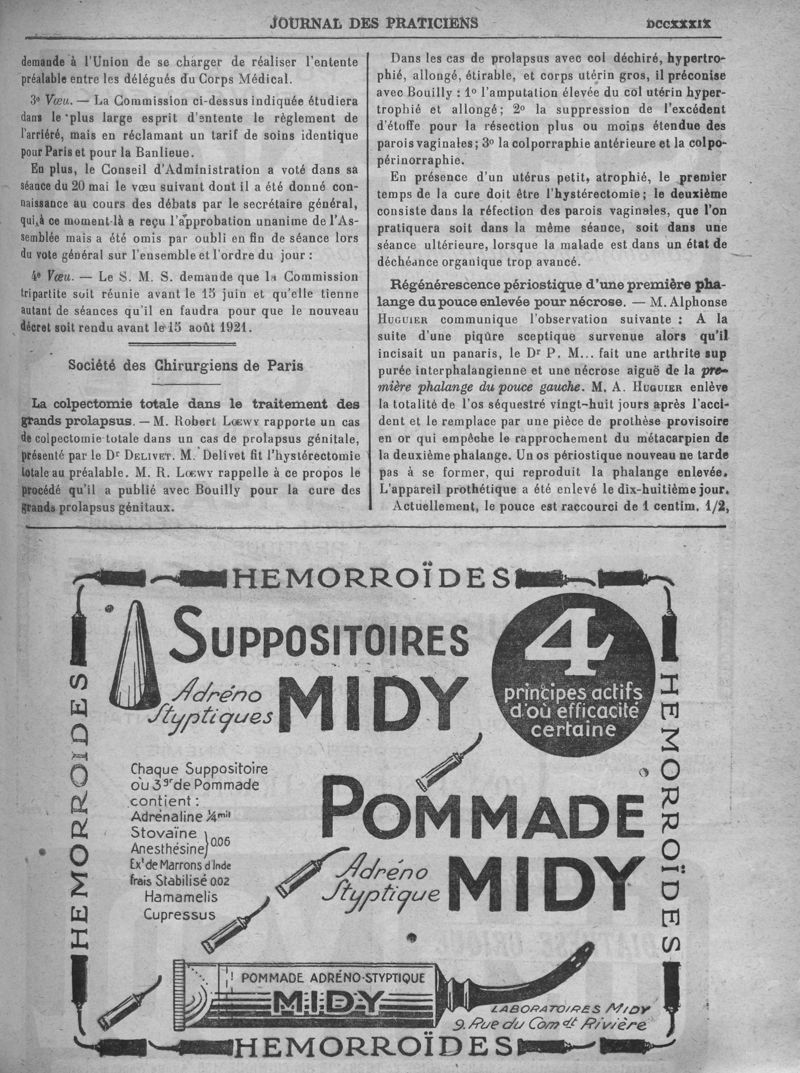 JOURNAL DES PRATICIENS
DCCXXXIX
demande à l'Union de se charger de réaliser l'entente
préalable entre les délégués du Corps Médical.
3e Vœu. — La Commission ci-dessus indiquée étudiera
dans le plus large esprit d'entente le règlement de
l'arriéré, mais en réclamant un tarif de soins identique
pour Paris et pour la Banlieue.
En plus, le Conseil d'Administration a voté dans sa
séance du 20 mai le vœu suivant dont il a été donné con-
naissance au cours des débats par le secrétaire général,
qui, à ce moment-là a reçu l'approbation unanime de l'As-
semblée mais a été omis par oubli en fin de séance lors
du vote général sur l'ensemble et l'ordre du jour :
4e Vœu. — Le S. M. S. demande que la Commission
tripartite soit réunie avant le 15 juin et qu'elle tienne
autant de séances qu'il en faudra pour que le nouveau
décret soit rendu avant le 15 août 1921.
Société des Chirurgiens de Paris
La colpectomie totale dans le traitement des
grands prolapsus. — M. Robert LŒWY rapporte un cas
de colpectomie totale dans un cas de prolapsus génitale,
présenté par le Dr DELIVET. M. Delivet fit l'hystérectomie
totale au préalable. M. R. LŒWY rappelle à ce propos le
procédé qu'il a publié avec Bouilly pour la cure des
grands prolapsus génitaux.
Dans les cas de prolapsus avec col déchiré, hypertro-
phié, allongé, étirable, et corps utérin gros, il préconise
avec Bouilly : 1o l'amputation élevée du col utérin hyper-
trophié et allongé; 2o la suppression de l'excédent
d'étoffe pour la résection plus ou moins étendue des
parois vaginales; 3o la colporraphie antérieure et la colpo-
périnorraphie.
En présence d'un utérus petit, atrophié, le premier
temps de la cure doit être l'hystérectomie; le deuxième
consiste dans la réfection des parois vaginales, que l'on
pratiquera soit dans la même séance, soit dans une
séance ultérieure, lorsque la malade est dans un état de
déchéance organique trop avancé.
Régénérescence périostique d'une première pha-
lange du pouce enlevée pour nécrose. — M. Alphonse
HUGUIER communique l'observation suivante : A la
suite d'une piqûre sceptique survenue alors qu'il
incisait un panaris, le Dr P. M... fait une arthrite sup
purée interphalangienne et une nécrose aiguë de la pre-
mière phalange du pouce gauche. M. A. HUGUIER enlève
la totalité de l'os séquestré vingt-huit jours après l'acci-
dent et le remplace par une pièce de prothèse provisoire
en or qui empêche le rapprochement du métacarpien de
la deuxième phalange. Un os périostique nouveau ne tarde
pas à se former, qui reproduit la phalange enlevée.
L'appareil prothétique a été enlevé le dix-huitième jour.
Actuellement, le pouce est raccourci de 1 centim. 1/2,
HEMORROÏDES
SUPPOSITOIRES
Adréno
Styptiques
MIDY
4
principes actifs
d'où efficacité
certaine
HEMORROIDES
HEMORROÏDES
Chaque Suppositoire
ou 3gr de Pommade
contient :
Adrénaline ¼ mil
Stovaïne
Anesthésine
0.06
Ext de Marrons d'Inde
frais Stabilisé 0.02
Hamamelis
Cupressus
POMMADE
Adréno
Styptique
MIDY
POMMADE ADRÉNO-STYPTIQUE
MIDY
LABORATOIRES MIDY
9. Rue du Comdt Rivière
HEMORROÏDES